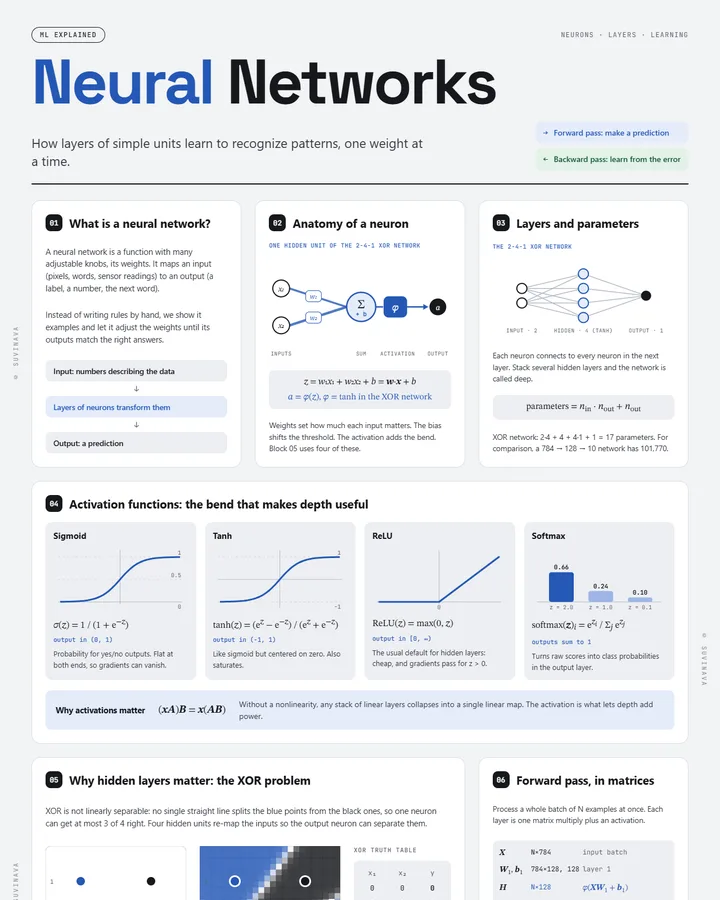 ML EXPLAINED
NEURONS · LAYERS · LEARNING
Neural Networks
How layers of simple units learn to recognize patterns, one weight at
a time.
→ Forward pass: make a prediction
← Backward pass: learn from the error
01 What is a neural network?
A neural network is a function with many
adjustable knobs, its weights. It maps an input
(pixels, words, sensor readings) to an output (a
label, a number, the next word).
Instead of writing rules by hand, we show it
examples and let it adjust the weights until its
outputs match the right answers.
Input: numbers describing the data
↓
Layers of neurons transform them
↓
Output: a prediction
02 Anatomy of a neuron
ONE HIDDEN UNIT OF THE 2-4-1 XOR NETWORK
x₁
w₁
x₂
w₂
Σ
+ b
φ
a
INPUTS SUM ACTIVATION OUTPUT
z = w₁x₁ + w₂x₂ + b = w·x + b
a = φ(z), φ = tanh in the XOR network
Weights set how much each input matters. The bias
shifts the threshold. The activation adds the bend.
Block 05 uses four of these.
03 Layers and parameters
THE 2-4-1 XOR NETWORK
INPUT · 2 HIDDEN · 4 (TANH) OUTPUT · 1
Each neuron connects to every neuron in the next
layer. Stack several hidden layers and the network is
called deep.
parameters = n_in · n_out + n_out
XOR network: 2·4 + 4 + 4·1 + 1 = 17 parameters. For
comparison, a 784 → 128 → 10 network has 101,770.
© SUVINAVA
04 Activation functions: the bend that makes depth useful
Sigmoid
1
0.5
0
σ(z) = 1 / (1 + e^−z)
output in (0, 1)
Probability for yes/no outputs. Flat at
both ends, so gradients can vanish.
Tanh
1
-1
tanh(z) = (e^z − e^−z) / (e^z + e^−z)
output in (-1, 1)
Like sigmoid but centered on zero. Also
saturates.
ReLU
0
ReLU(z) = max(0, z)
output in [0, ∞)
The usual default for hidden layers:
cheap, and gradients pass for z > 0.
Softmax
0.66
0.24
0.10
z = 2.0 z = 1.0 z = 0.1
softmax(z)ᵢ = e^zᵢ / Σⱼ e^zⱼ
outputs sum to 1
Turns raw scores into class probabilities
in the output layer.
© SUVINAVA
Why activations matter (xA)B = x(AB) Without a nonlinearity, any stack of linear layers collapses into a single linear map. The activation is what lets depth add
power.
05 Why hidden layers matter: the XOR problem
XOR is not linearly separable: no single straight line splits the blue points from the black ones, so one neuron
can get at most 3 of 4 right. Four hidden units re-map the inputs so the output neuron can separate them.
1
XOR TRUTH TABLE
x₁ x₂ y
0 0 0
06 Forward pass, in matrices
Process a whole batch of N examples at once. Each
layer is one matrix multiply plus an activation.
X N×784 input batch
W₁, b₁ 784×128, 128 layer 1
H N×128 φ(XW₁ + b₁)
SUVINAVA